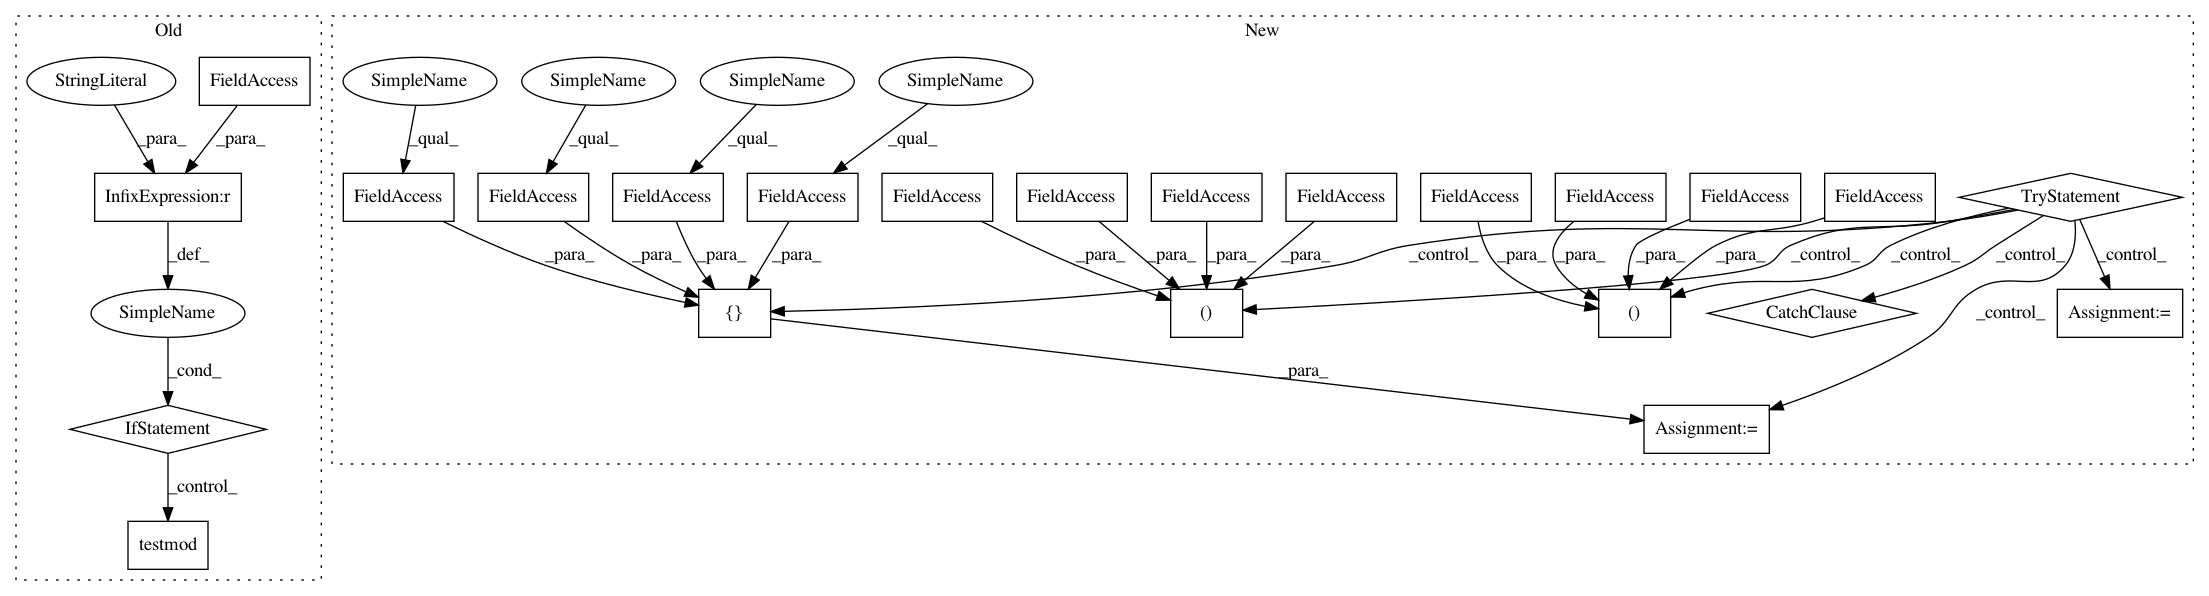 Old
New
StringLiteral
FieldAccess
SimpleName
SimpleName
SimpleName
SimpleName
_para_
_para_
_qual_
_qual_
_qual_
_qual_
InfixExpression:r
FieldAccess
FieldAccess
FieldAccess
FieldAccess
FieldAccess
FieldAccess
FieldAccess
FieldAccess
FieldAccess
FieldAccess
FieldAccess
FieldAccess
TryStatement
_def_
_para_
_para_
_para_
_para_
_para_
_para_
_para_
_para_
_control_
_para_
_para_
_para_
_para_
_control_
_control_
_control_
_control_
SimpleName
{}
()
()
CatchClause
_control_
Assignment:=
_cond_
_para_
IfStatement
Assignment:=
_control_
testmod